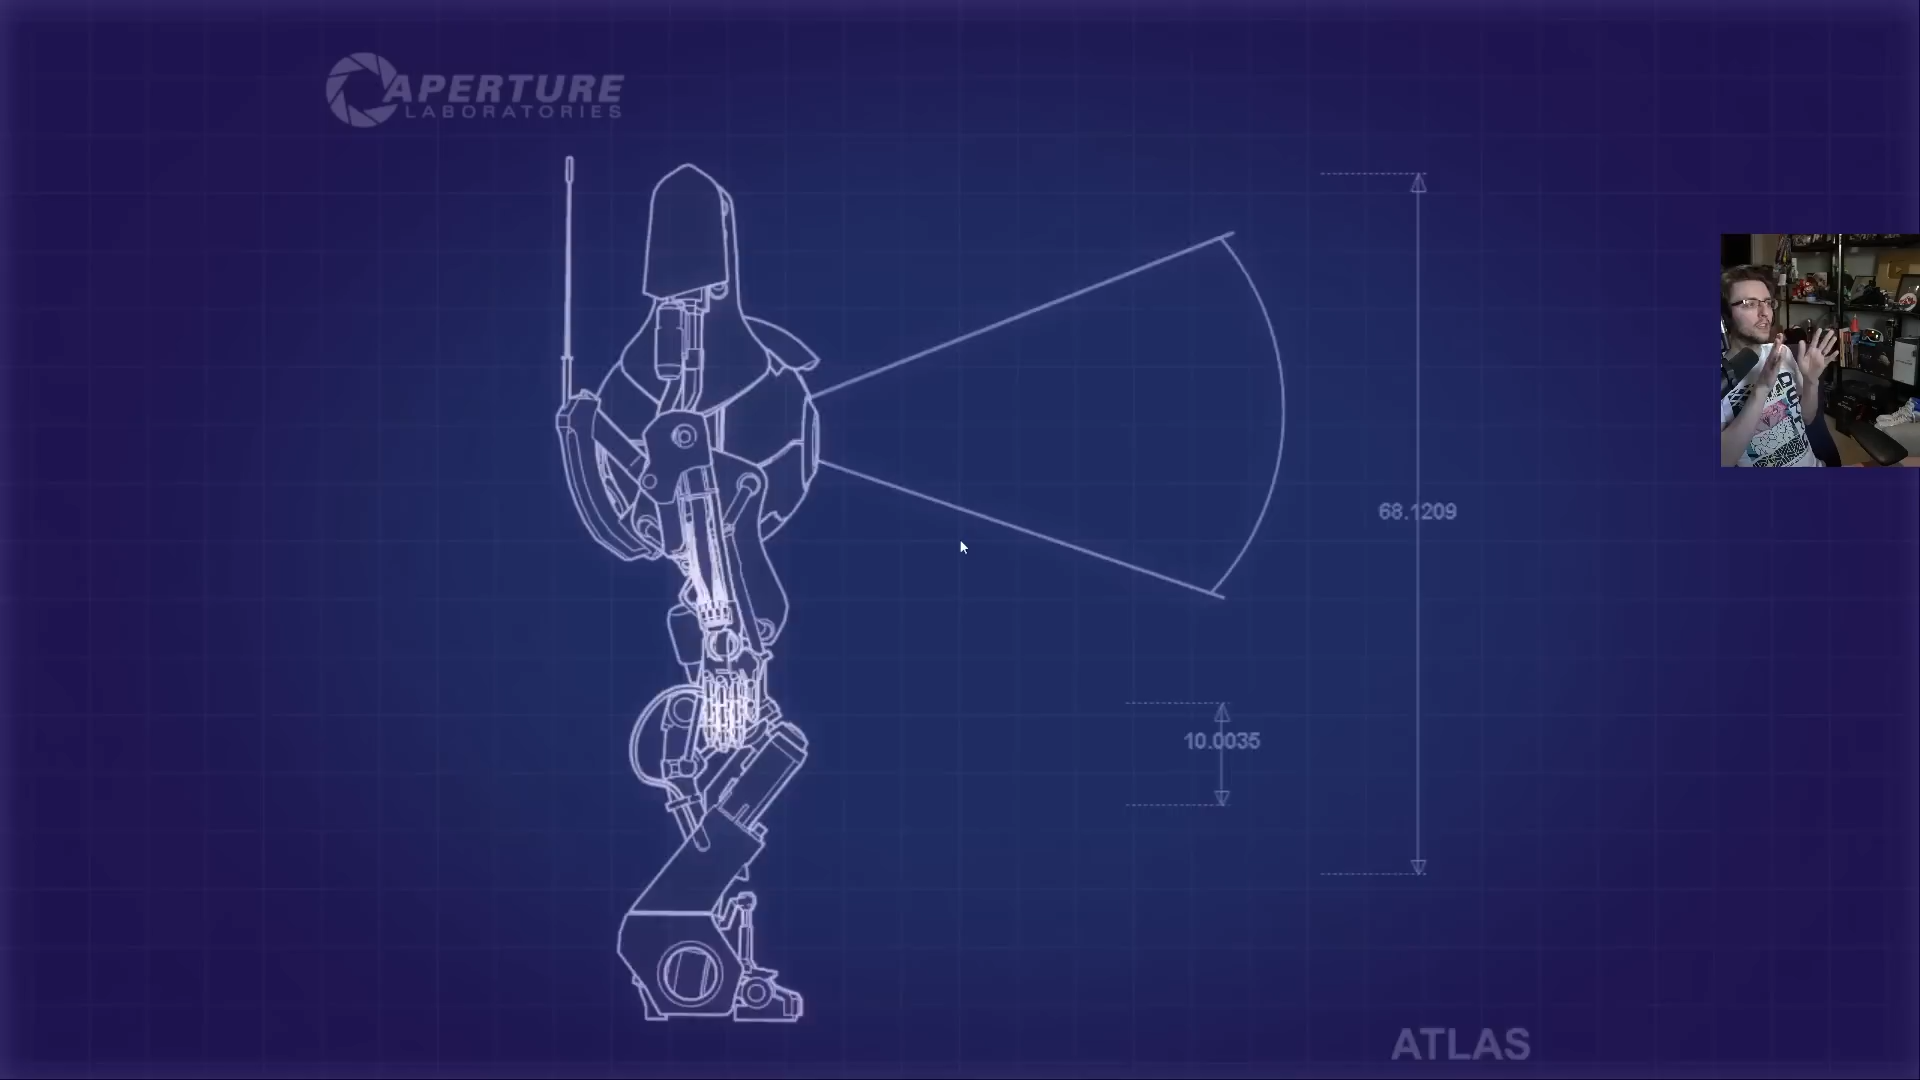 APERTURE
LABORATORIES
68.1209
10.0035
ATLAS